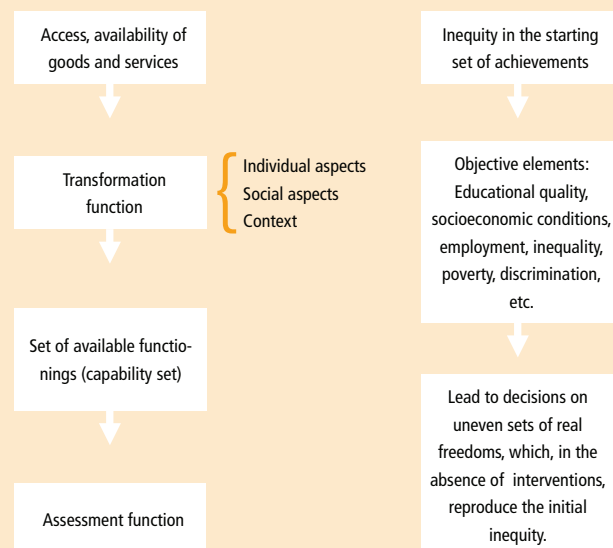 Access, availability of
goods and services
Transformation
function
Individual aspects
Social aspects
Context
Set of available functio-
nings (capability set)
Assessment function
Inequity in the starting
set of achievements
Objective elements:
Educational quality,
socioeconomic conditions,
employment, inequality,
poverty, discrimination,
etc.
Lead to decisions on
uneven sets of real
freedoms, which, in the
absence of interventions,
reproduce the initial
inequity.